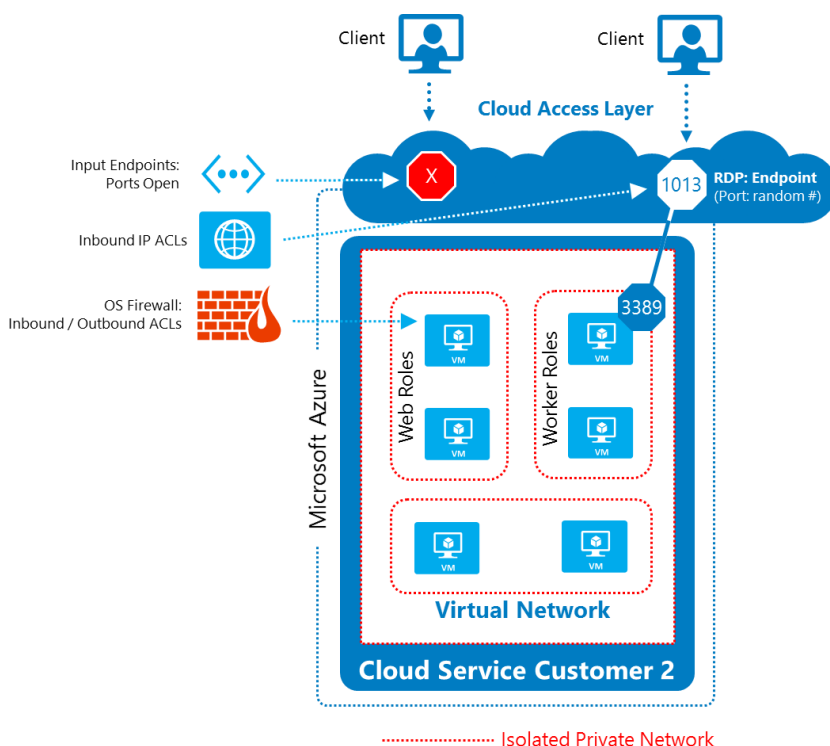 Client
Client
Cloud Access Layer
Input Endpoints:
Ports Open
X
1013
RDP: Endpoint
(Port: random #)
Inbound IP ACLs
OS Firewall:
Inbound / Outbound ACLs
3389
Microsoft Azure
Web Roles
VM
VM
Worker Roles
VM
VM
VM
VM
Virtual Network
Cloud Service Customer 2
Isolated Private Network